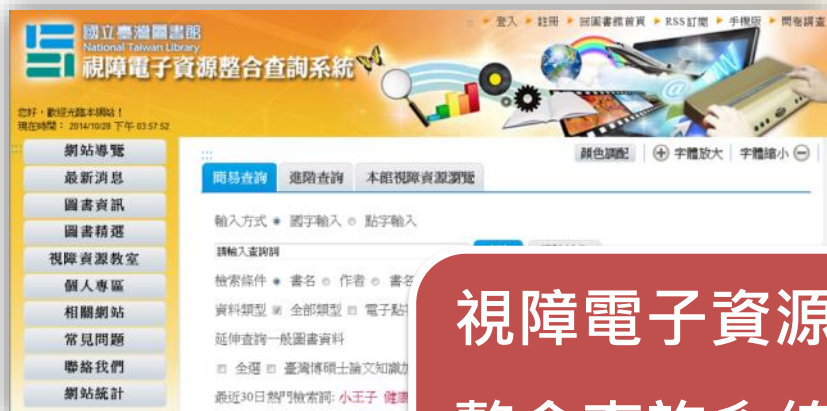 登入 註冊 回圖書館首頁 RSS訂閱 手機版 問卷調查
國立臺灣圖書館
National Taiwan Library
視障電子資源整合查詢系統
您好，歡迎光臨本網站！
現在時間： 2014/10/28 下午 03:57:52
網站導覽
最新消息
圖書資訊
圖書精選
視障資源教室
個人專區
相關網站
常見問題
聯絡我們
網站統計
顏色調配 字體放大 字體縮小
簡易查詢 進階查詢 本館視障資源瀏覽
輸入方式 國字輸入 點字輸入
請輸入查詢詞
檢索條件 書名 作者 書名
資料類型 全部類型 電子點字
延伸查詢一般圖書資料
全選 臺灣博碩士論文知識加
最近30日熱門檢索詞: 小王子 健康
視障電子資源
整合查詢系統